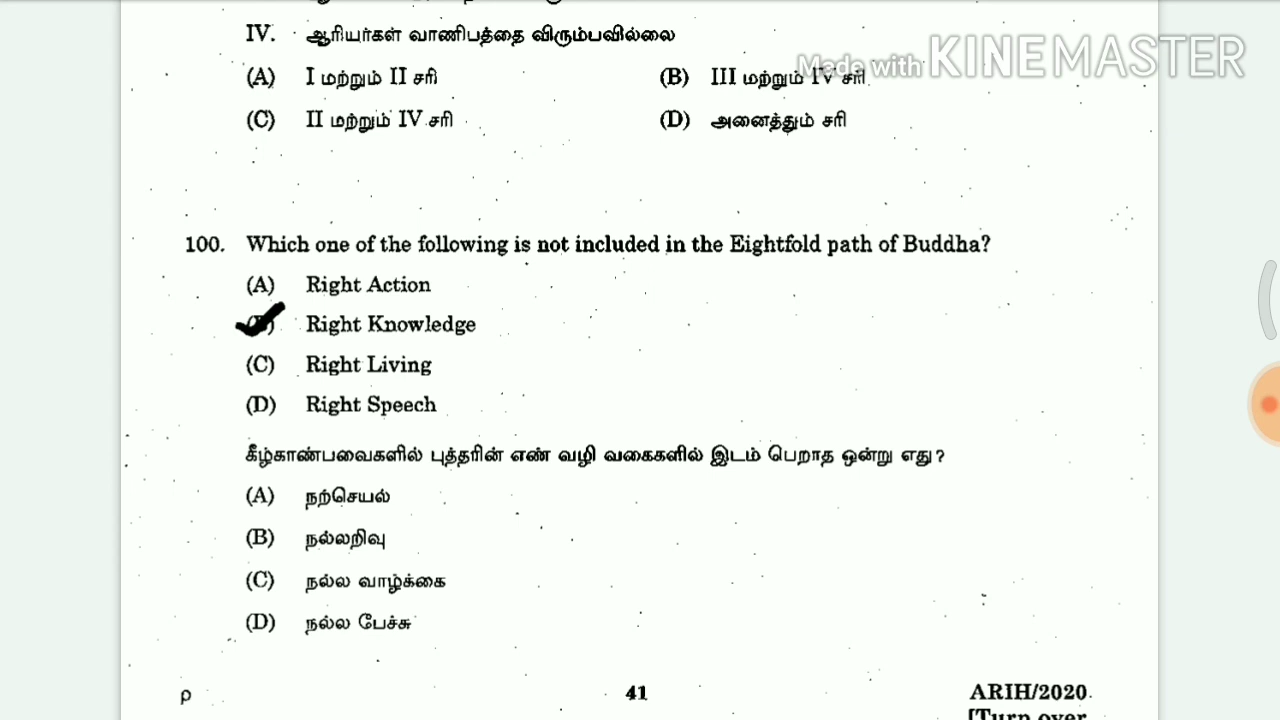 IV. ஆரியர்கள் வாணிபத்தை விரும்பவில்லை
Made with KINEMASTER
(A) I மற்றும் II சரி
(B) III மற்றும் IV சரி
(C) II மற்றும் IV சரி
(D) அனைத்தும் சரி
100. Which one of the following is not included in the Eightfold path of Buddha?
(A) Right Action
(B) Right Knowledge
(C) Right Living
(D) Right Speech
கீழ்காண்பவைகளில் புத்தரின் எண் வழி வகைகளில் இடம் பெறாத ஒன்று எது?
(A) நற்செயல்
(B) நல்லறிவு
(C) நல்ல வாழ்க்கை
(D) நல்ல பேச்சு
ρ 41 ARIH/2020
[Turn over